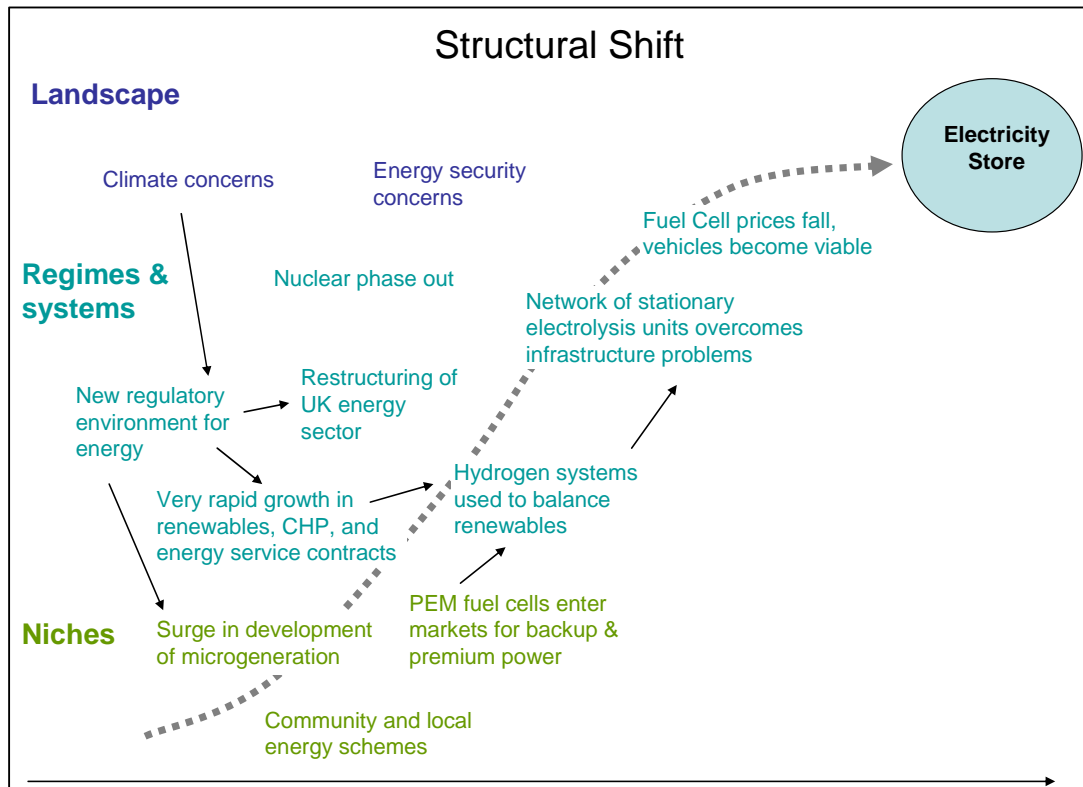 Structural Shift
Landscape
Electricity
Store
Climate concerns
Energy security
concerns
Fuel Cell prices fall,
vehicles become viable
Regimes &
systems
Nuclear phase out
Network of stationary
electrolysis units overcomes
infrastructure problems
New regulatory
environment for
energy
Restructuring of
UK energy
sector
Very rapid growth in
renewables, CHP, and
energy service contracts
Hydrogen systems
used to balance
renewables
Niches
Surge in development
of microgeneration
PEM fuel cells enter
markets for backup &
premium power
Community and local
energy schemes